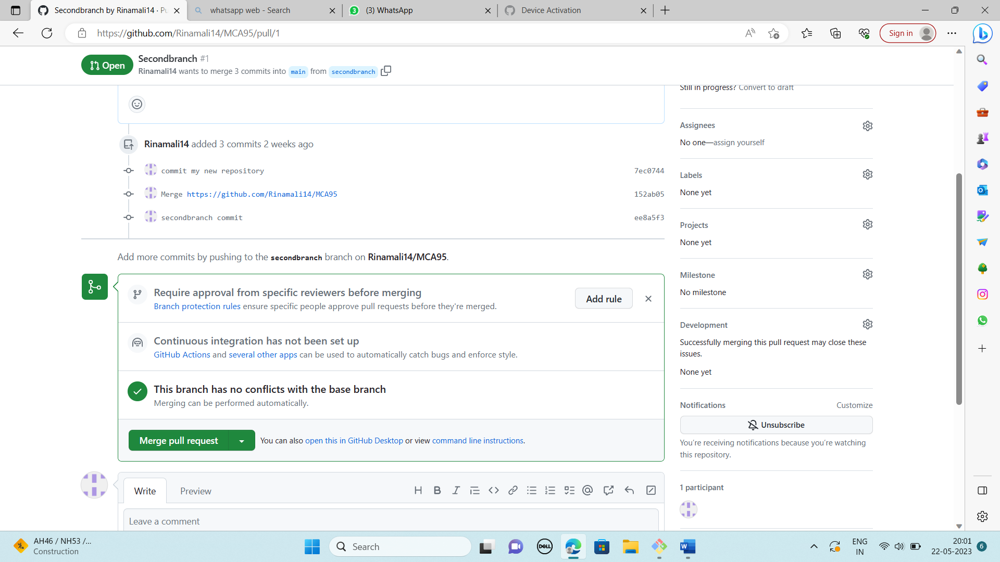 Secondbranch by Rinamali14 · Pu
whatsapp web - Search
3
(3) WhatsApp
Device Activation
https://github.com/Rinamali14/MCA95/pull/1
Sign in
Open
Secondbranch #1
Rinamali14 wants to merge 3 commits into main from secondbranch
Still in progress? Convert to draft
Rinamali14 added 3 commits 2 weeks ago
commit my new repository 7ec0744
Merge https://github.com/Rinamali14/MCA95 152ab05
secondbranch commit ee8a5f3
Add more commits by pushing to the secondbranch branch on Rinamali14/MCA95.
Require approval from specific reviewers before merging
Branch protection rules ensure specific people approve pull requests before they're merged.
Add rule
Continuous integration has not been set up
GitHub Actions and several other apps can be used to automatically catch bugs and enforce style.
This branch has no conflicts with the base branch
Merging can be performed automatically.
Merge pull request
You can also open this in GitHub Desktop or view command line instructions.
Write
Preview
Leave a comment
Assignees
No one—assign yourself
Labels
None yet
Projects
None yet
Milestone
No milestone
Development
Successfully merging this pull request may close these
issues.
None yet
Notifications Customize
Unsubscribe
You're receiving notifications because you're watching
this repository.
1 participant
AH46 / NH53 /...
Construction
Search
DELL
ENG
IN
20:01
22-05-2023
6